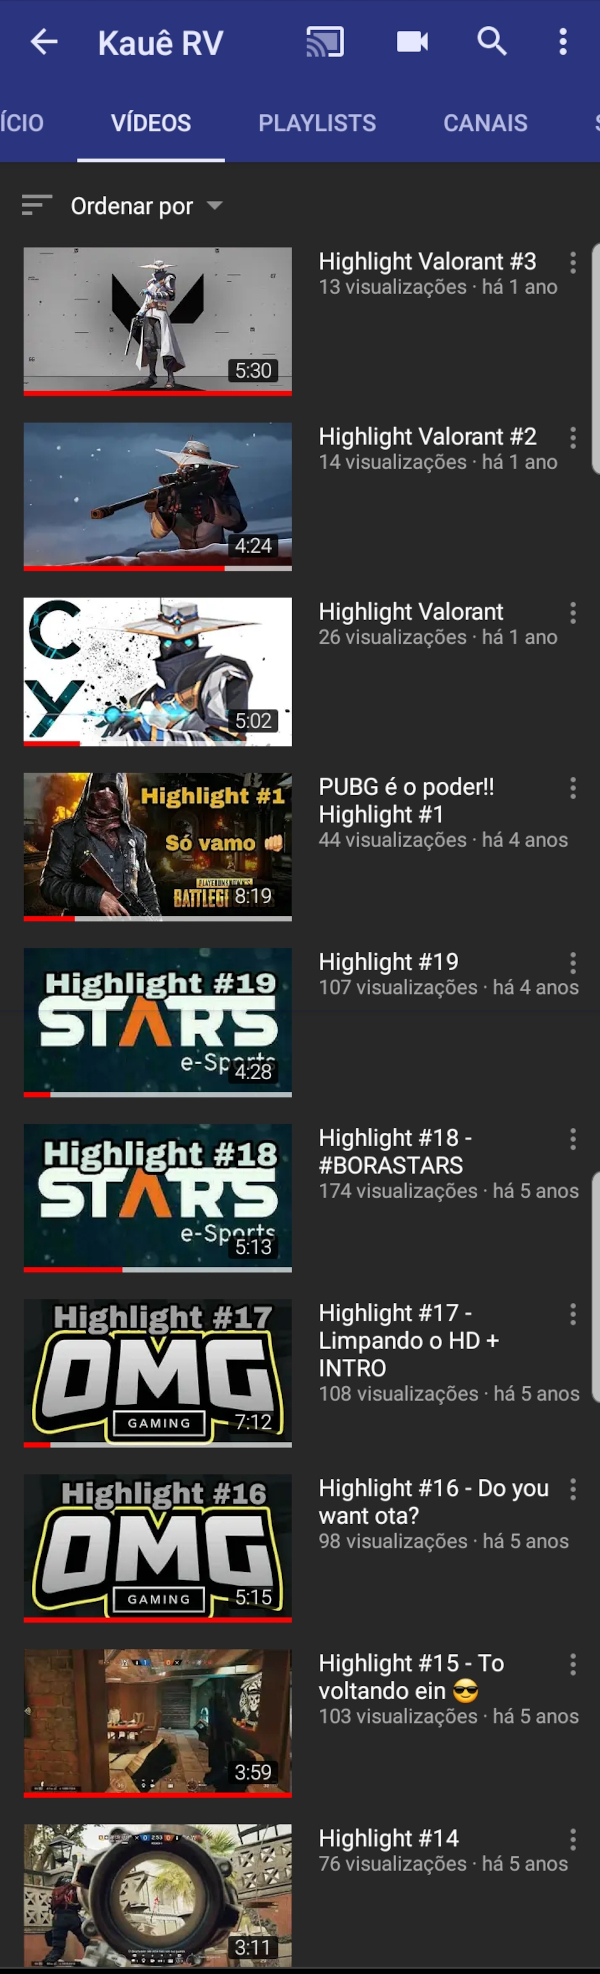 Kauê RV
ÍCIO VÍDEOS PLAYLISTS CANAIS S
Ordenar por
5:30
Highlight Valorant #3
13 visualizações · há 1 ano
4:24
Highlight Valorant #2
14 visualizações · há 1 ano
C
Y
5:02
Highlight Valorant
26 visualizações · há 1 ano
Highlight #1
Só vamo 👊
8:19
PUBG é o poder!!
Highlight #1
44 visualizações · há 4 anos
Highlight #19
STARS
e-Sports
4:28
Highlight #19
107 visualizações · há 4 anos
Highlight #18
STARS
e-Sports
5:13
Highlight #18 -
#BORASTARS
174 visualizações · há 5 anos
Highlight #17
OMG
GAMING
7:12
Highlight #17 -
Limpando o HD +
INTRO
108 visualizações · há 5 anos
Highlight #16
OMG
GAMING
5:15
Highlight #16 - Do you
want ota?
98 visualizações · há 5 anos
3:59
Highlight #15 - To
voltando ein 😎
103 visualizações · há 5 anos
2:53
3:11
Highlight #14
76 visualizações · há 5 anos